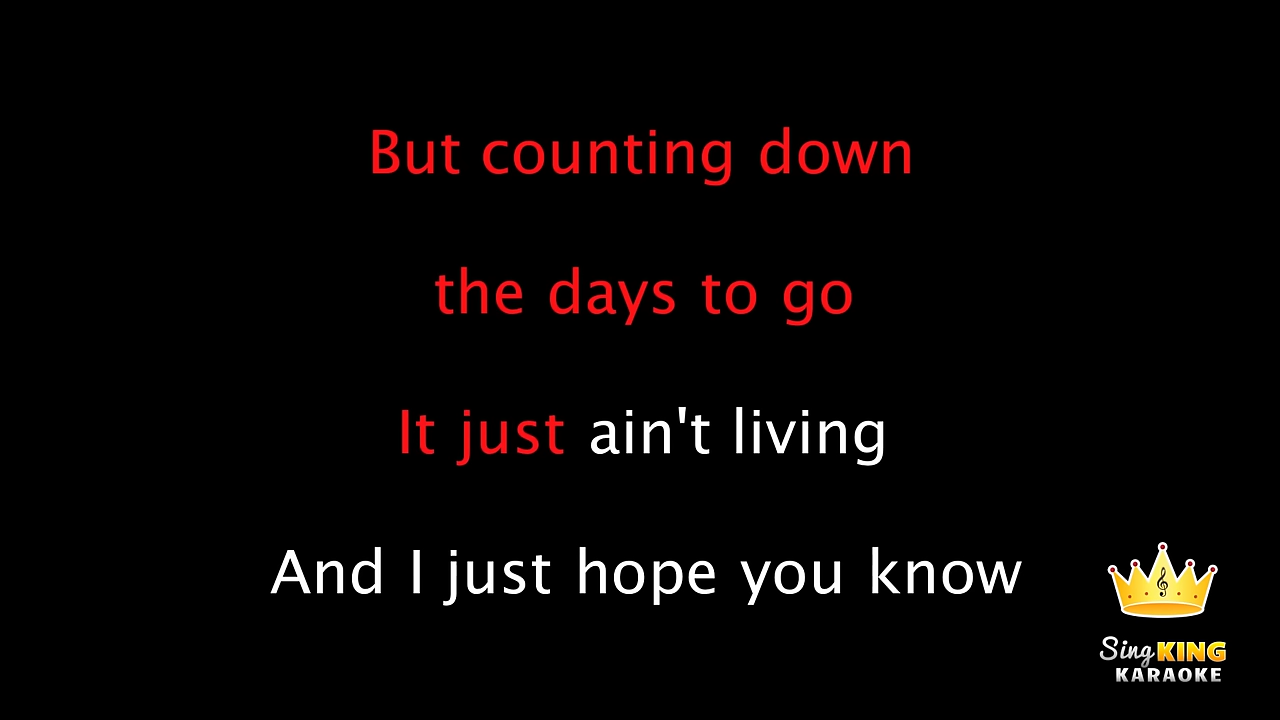 But counting down
the days to go
It just ain't living
And I just hope you know
Sing KING
KARAOKE